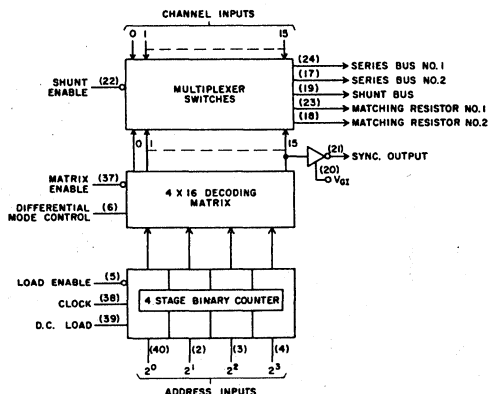 CHANNEL INPUTS
0 1 15
SHUNT ENABLE (22)
MULTIPLEXER SWITCHES
(24) SERIES BUS NO.1
(17) SERIES BUS NO.2
(19) SHUNT BUS
(23) MATCHING RESISTOR NO.1
(18) MATCHING RESISTOR NO.2
0 1 15
(21) SYNC. OUTPUT
(20) VGI
MATRIX ENABLE (37)
DIFFERENTIAL MODE CONTROL (6)
4 X 16 DECODING MATRIX
LOAD ENABLE (5)
CLOCK (38)
D.C. LOAD (39)
4 STAGE BINARY COUNTER
(40) (2) (3) (4)
2⁰ 2¹ 2² 2³
ADDRESS INPUTS